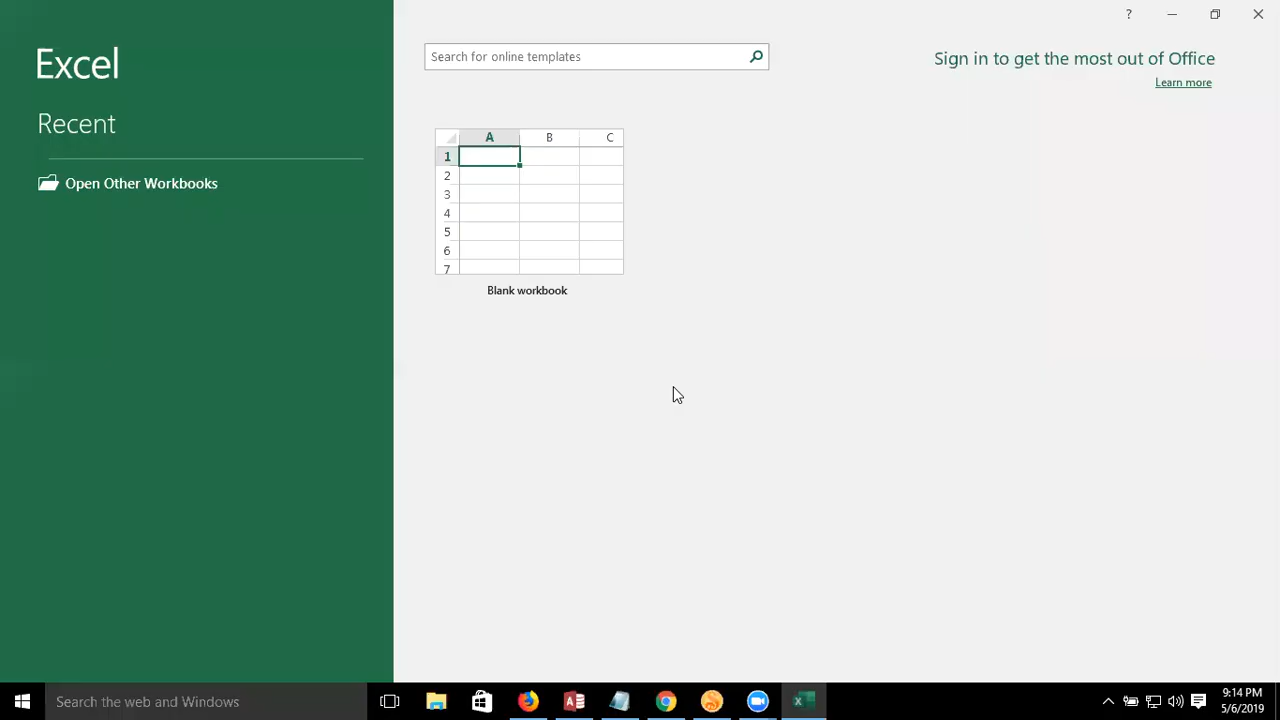 Excel
Recent
Open Other Workbooks
Search for online templates
?
Sign in to get the most out of Office
Learn more
A B C
1
2
3
4
5
6
7
Blank workbook
Search the web and Windows
9:14 PM
5/6/2019